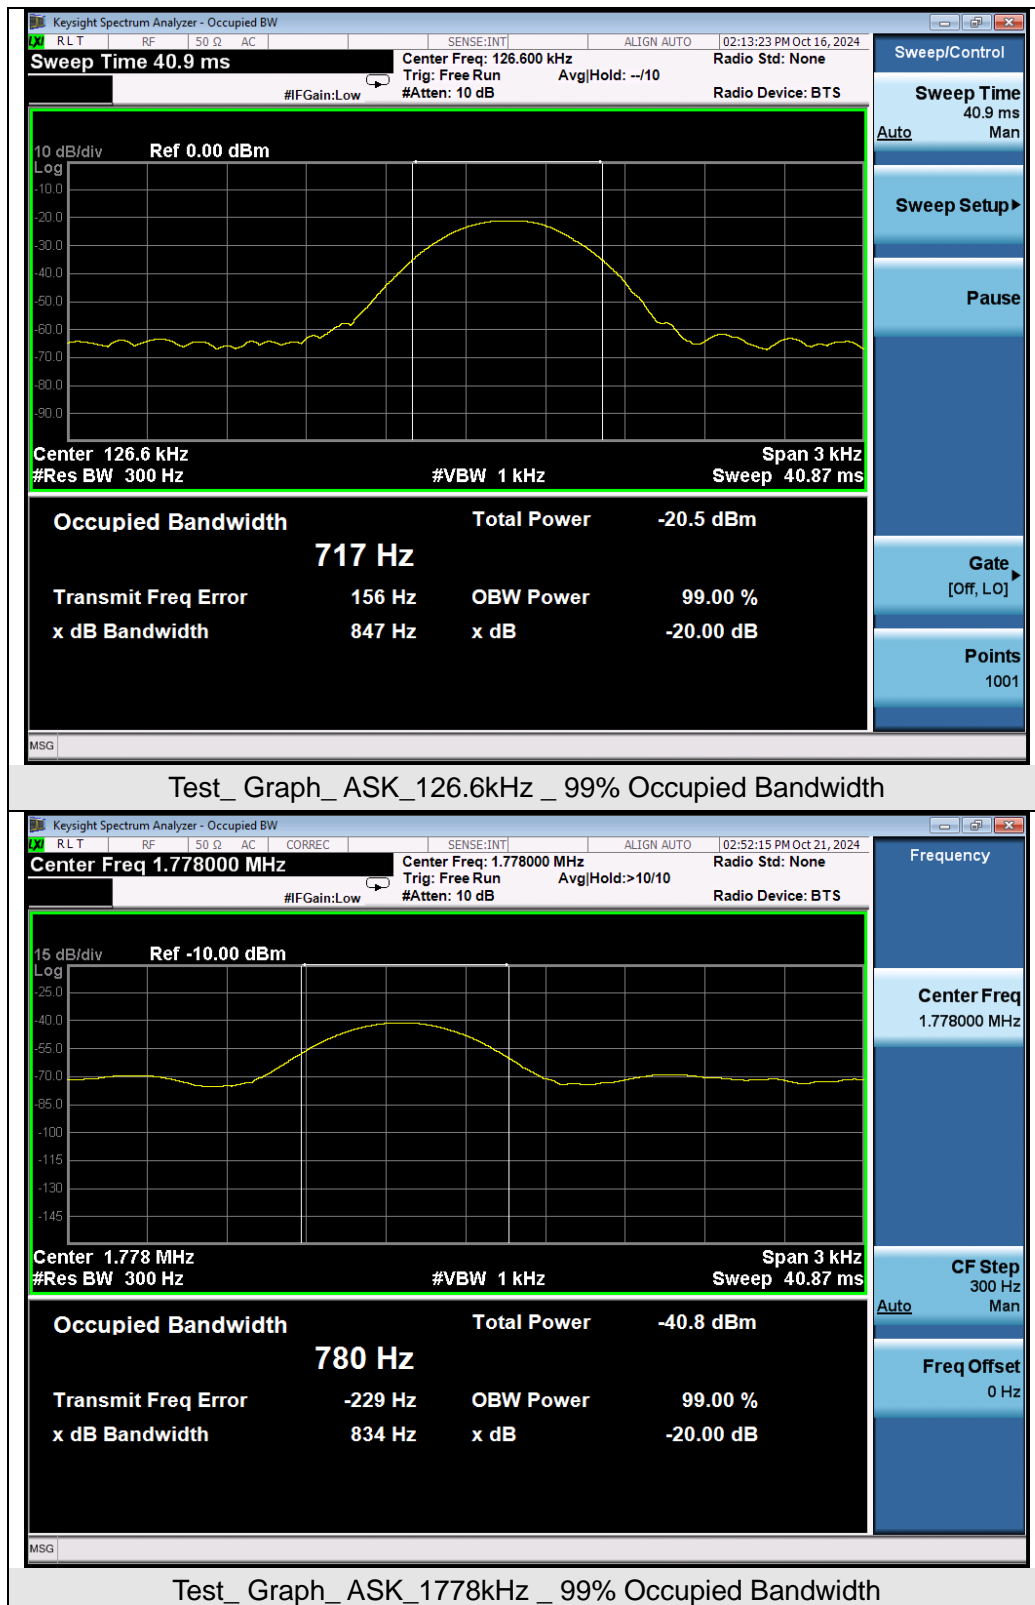 Keysight Spectrum Analyzer - Occupied BW
LXI RLT RF 50 Ω AC SENSE:INT ALIGN AUTO 02:13:23 PM Oct 16, 2024
Sweep Time 40.9 ms Center Freq: 126.600 kHz Radio Std: None
Trig: Free Run Avg|Hold: --/10
#IFGain:Low #Atten: 10 dB Radio Device: BTS
10 dB/div Ref 0.00 dBm
Log
-10.0
-20.0
-30.0
-40.0
-50.0
-60.0
-70.0
-80.0
-90.0
Center 126.6 kHz Span 3 kHz
#Res BW 300 Hz #VBW 1 kHz Sweep 40.87 ms
Occupied Bandwidth Total Power -20.5 dBm
717 Hz
Transmit Freq Error 156 Hz OBW Power 99.00 %
x dB Bandwidth 847 Hz x dB -20.00 dB
MSG
Sweep/Control
Sweep Time
40.9 ms
Auto Man
Sweep Setup
Pause
Gate
[Off, LO]
Points
1001
Test_ Graph_ ASK_126.6kHz _ 99% Occupied Bandwidth
Keysight Spectrum Analyzer - Occupied BW
LXI RLT RF 50 Ω AC CORREC SENSE:INT ALIGN AUTO 02:52:15 PM Oct 21, 2024
Center Freq 1.778000 MHz Center Freq: 1.778000 MHz Radio Std: None
Trig: Free Run Avg|Hold:>10/10
#IFGain:Low #Atten: 10 dB Radio Device: BTS
15 dB/div Ref -10.00 dBm
Log
-25.0
-40.0
-55.0
-70.0
-85.0
-100
-115
-130
-145
Center 1.778 MHz Span 3 kHz
#Res BW 300 Hz #VBW 1 kHz Sweep 40.87 ms
Occupied Bandwidth Total Power -40.8 dBm
780 Hz
Transmit Freq Error -229 Hz OBW Power 99.00 %
x dB Bandwidth 834 Hz x dB -20.00 dB
MSG
Frequency
Center Freq
1.778000 MHz
CF Step
300 Hz
Auto Man
Freq Offset
0 Hz
Test_ Graph_ ASK_1778kHz _ 99% Occupied Bandwidth